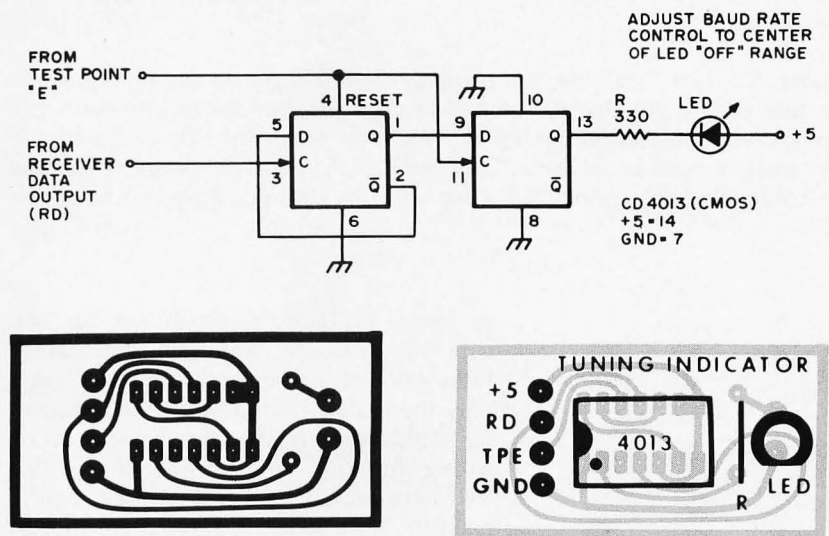 ADJUST BAUD RATE
CONTROL TO CENTER
OF LED "OFF" RANGE
FROM
TEST POINT
"E"
4 RESET
10
5 D Q 1
9 D Q 13
R
330
LED
+5
FROM
RECEIVER
DATA
OUTPUT
(RD)
C
3
Q 2
C
11
Q
6
8
CD4013 (CMOS)
+5=14
GND=7
TUNING INDICATOR
+5
RD
TPE
GND
4013
R
LED